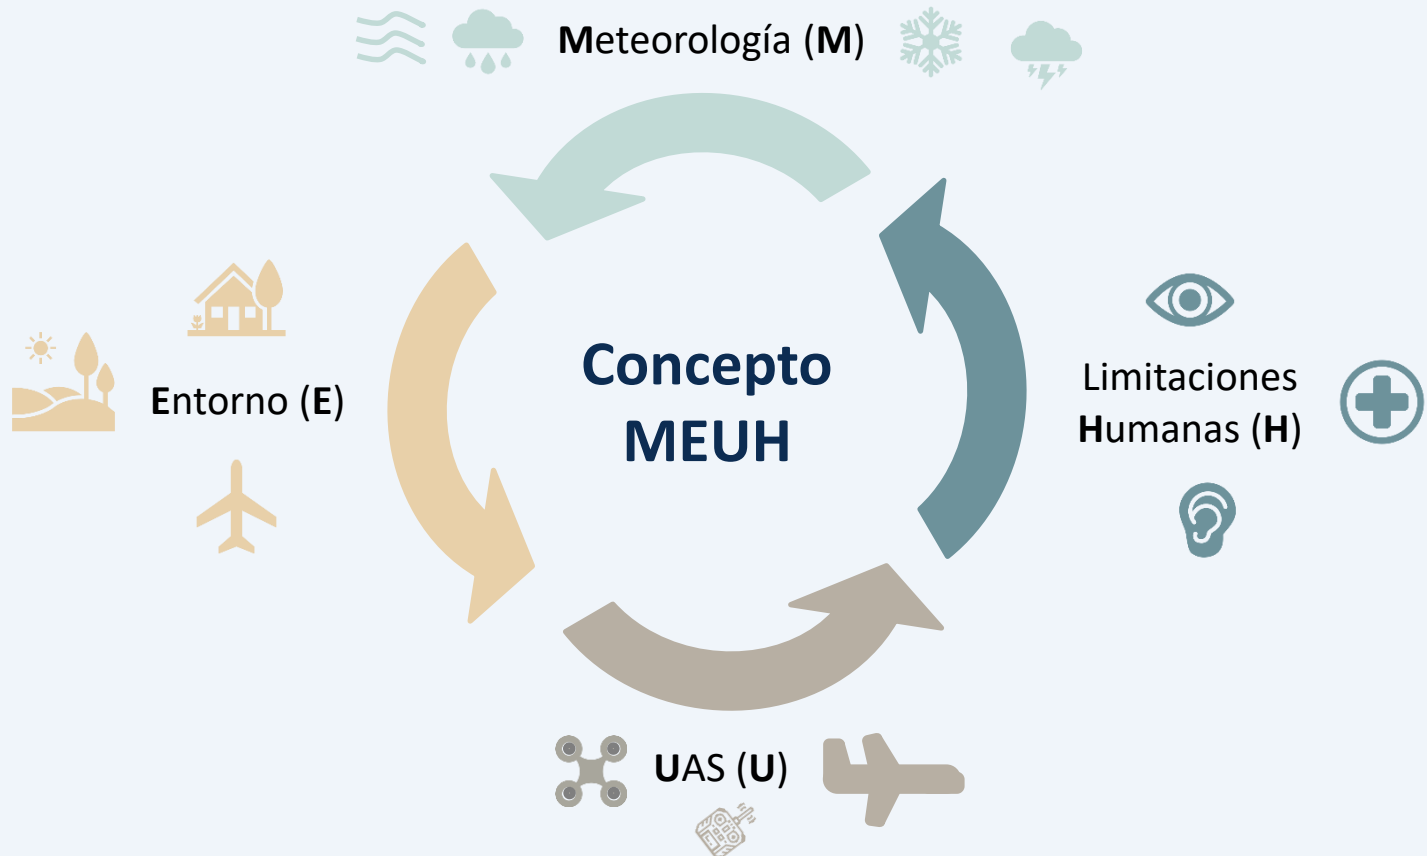 Meteorología (M)
Entorno (E)
Concepto
MEUH
Limitaciones
Humanas (H)
UAS (U)